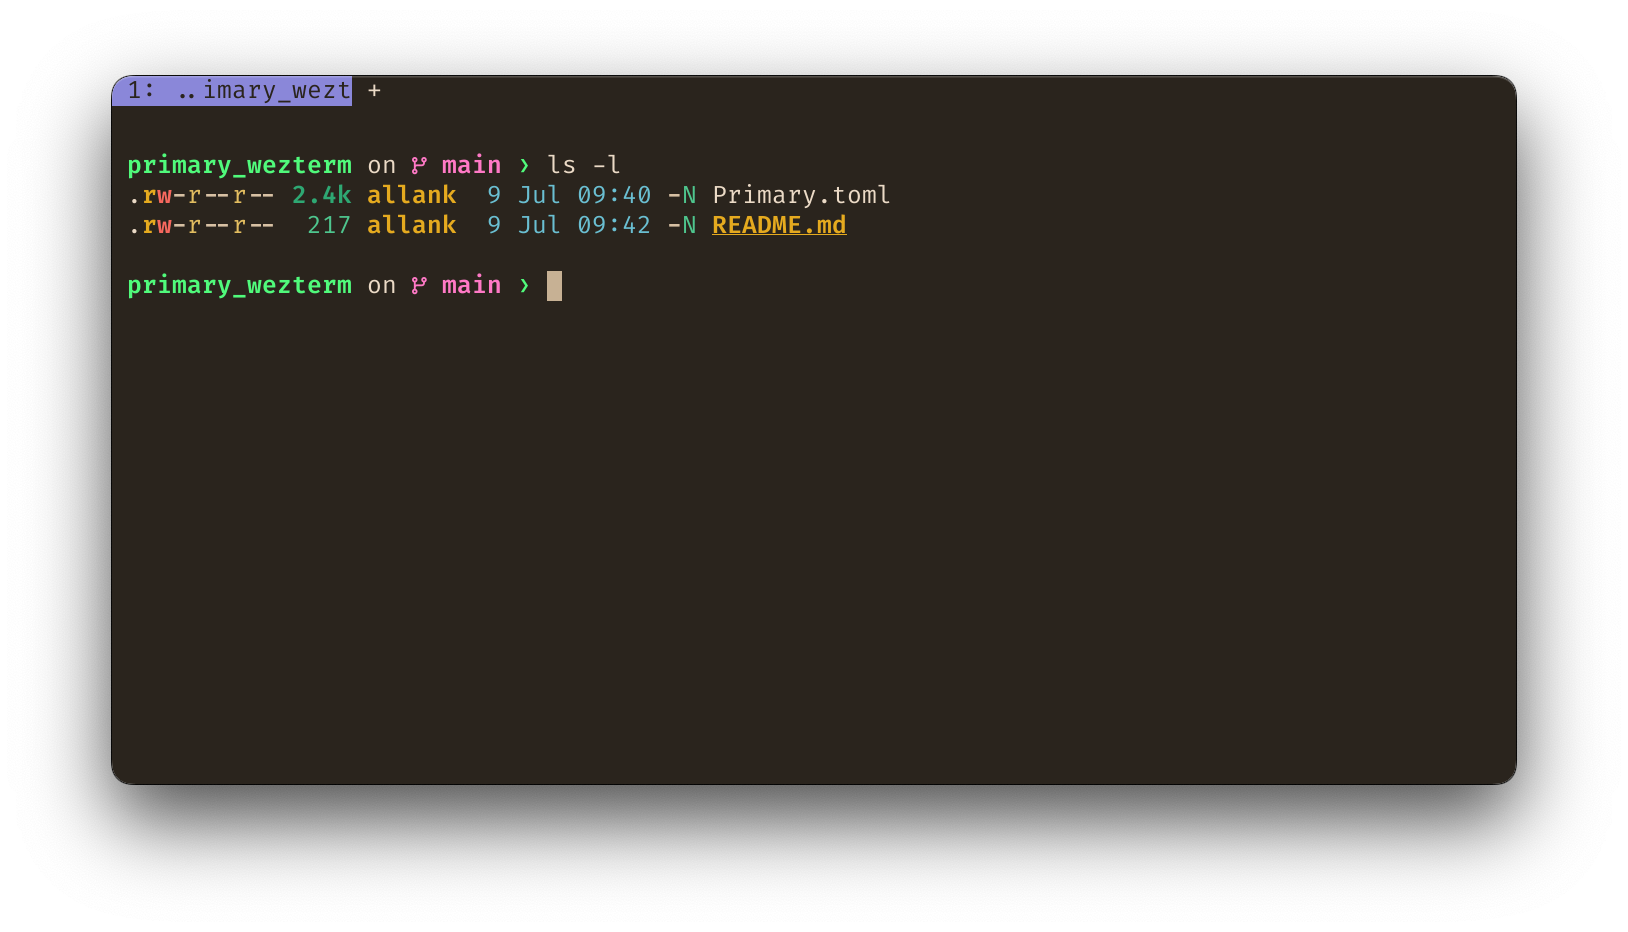 1: ..imary_wezt +
primary_wezterm on main ❯ ls -l
.rw-r--r-- 2.4k allank 9 Jul 09:40 -N Primary.toml
.rw-r--r-- 217 allank 9 Jul 09:42 -N README.md
primary_wezterm on main ❯